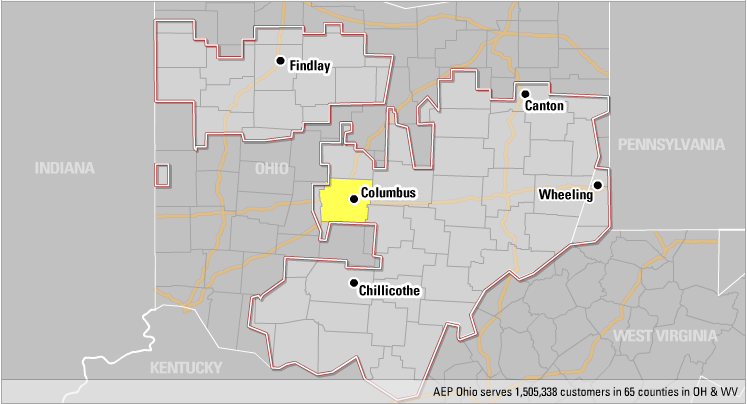 Findlay
Canton
PENNSYLVANIA
INDIANA
OHIO
Columbus
Wheeling
Chillicothe
WEST VIRGINIA
KENTUCKY
AEP Ohio serves 1,505,338 customers in 65 counties in OH & WV